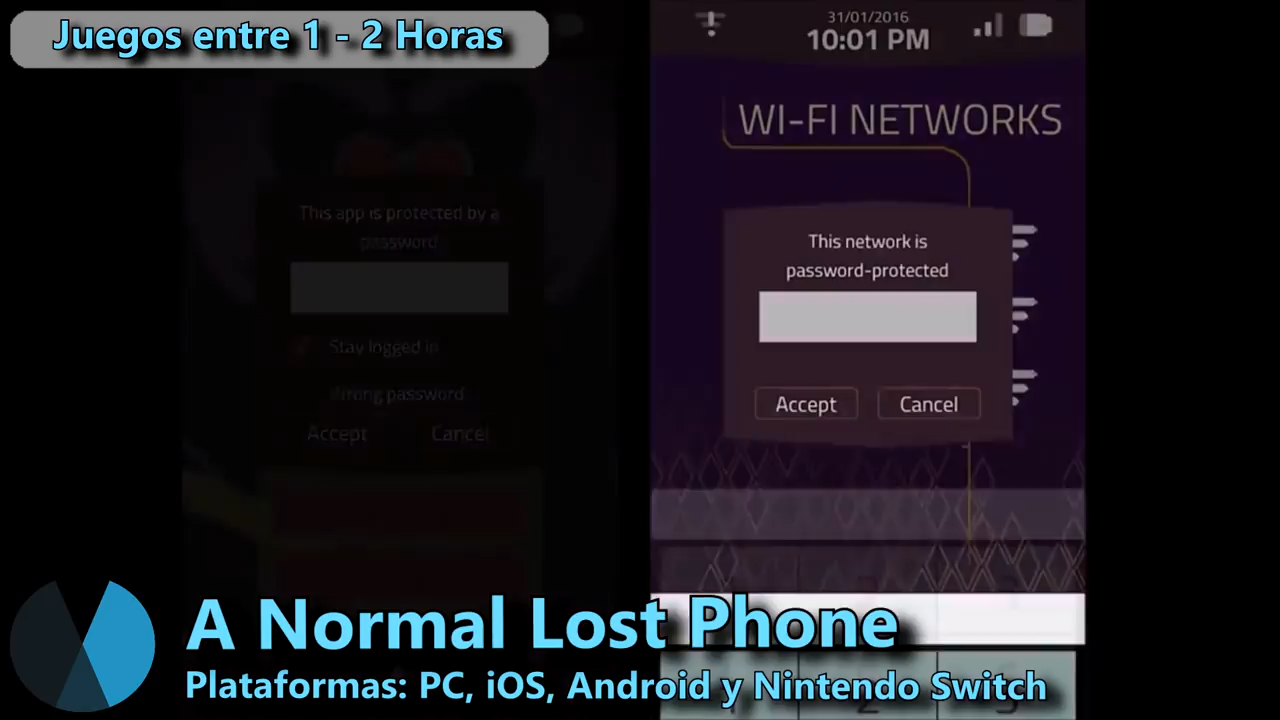 Juegos entre 1 - 2 Horas
31/01/2016
10:01 PM
WI-FI NETWORKS
This app is protected by a
password
Stay logged in
Wrong password
Accept
Cancel
This network is
password-protected
Accept
Cancel
A Normal Lost Phone
Plataformas: PC, iOS, Android y Nintendo Switch